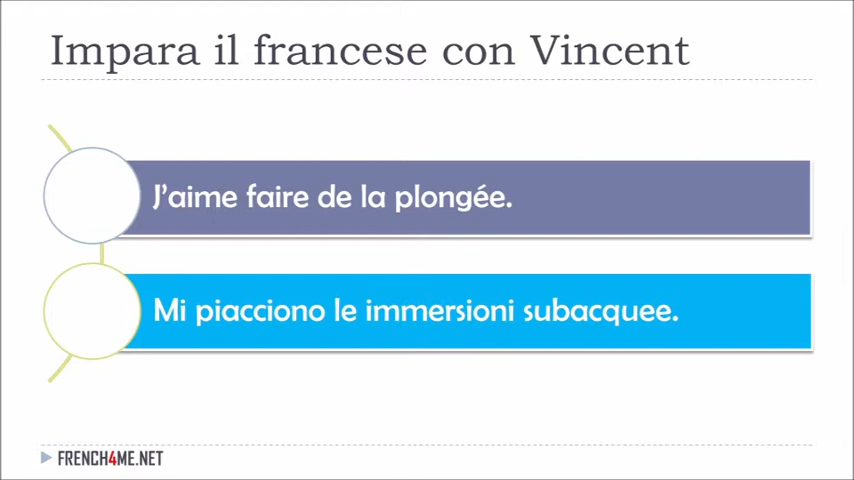 Impara il francese con Vincent
J'aime faire de la plongée.
Mi piacciono le immersioni subacquee.
FRENCH4ME.NET